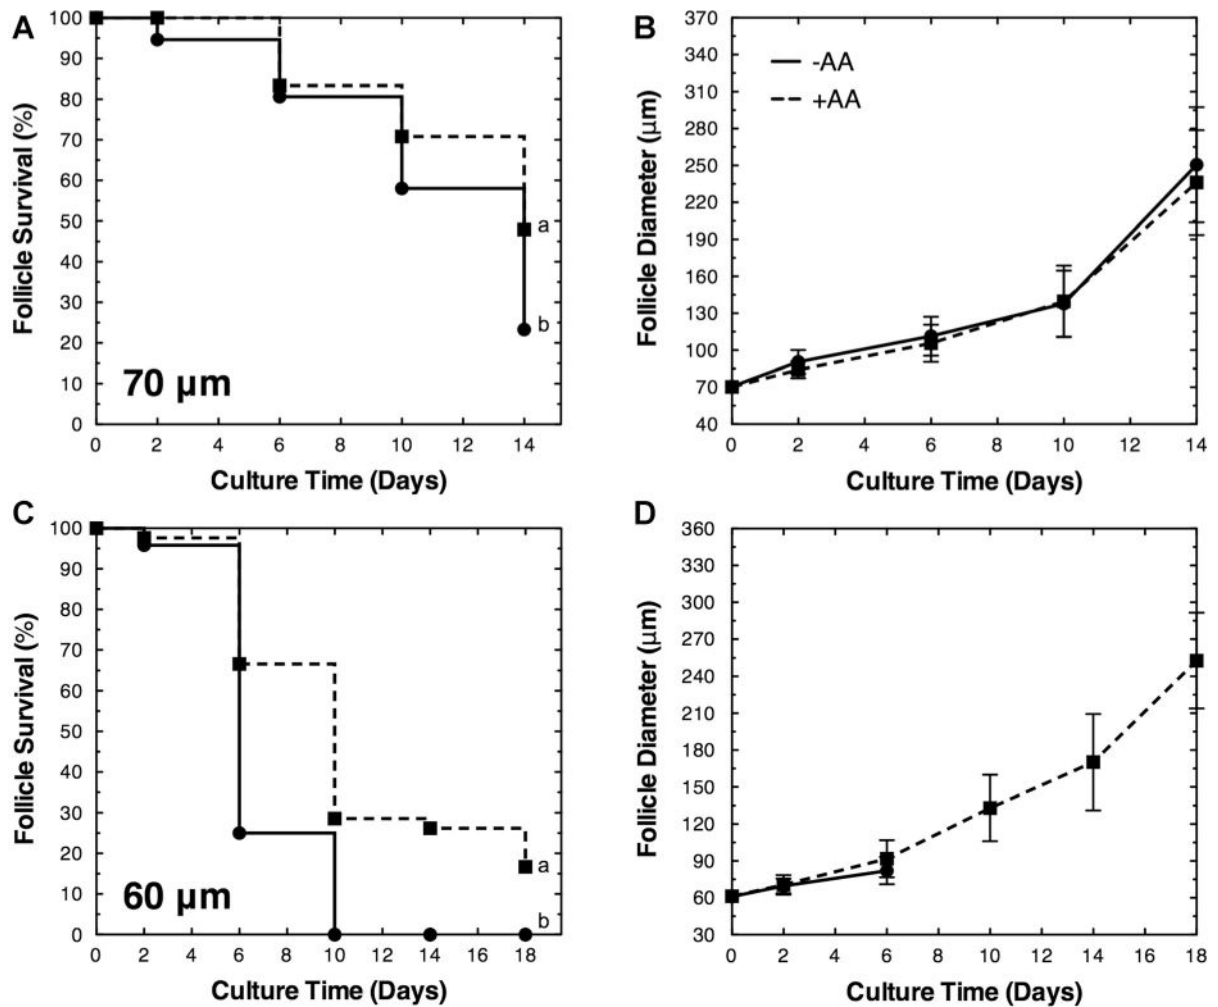 A
100
90
80
70
60
50
40
30
20
10
0
Follicle Survival (%)
a
b
70 µm
0 2 4 6 8 10 12 14
Culture Time (Days)
B
370
340
310
280
250
220
190
160
130
100
70
40
Follicle Diameter (µm)
-AA
+AA
0 2 4 6 8 10 12 14
Culture Time (Days)
C
100
90
80
70
60
50
40
30
20
10
0
Follicle Survival (%)
a
b
60 µm
0 2 4 6 8 10 12 14 16 18
Culture Time (Days)
D
360
330
300
270
240
210
180
150
120
90
60
30
Follicle Diameter (µm)
0 2 4 6 8 10 12 14 16 18
Culture Time (Days)